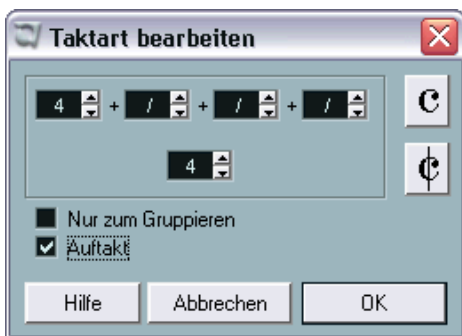 Taktart bearbeiten
4 + / + / + /
4
Nur zum Gruppieren
Auftakt
Hilfe Abbrechen OK